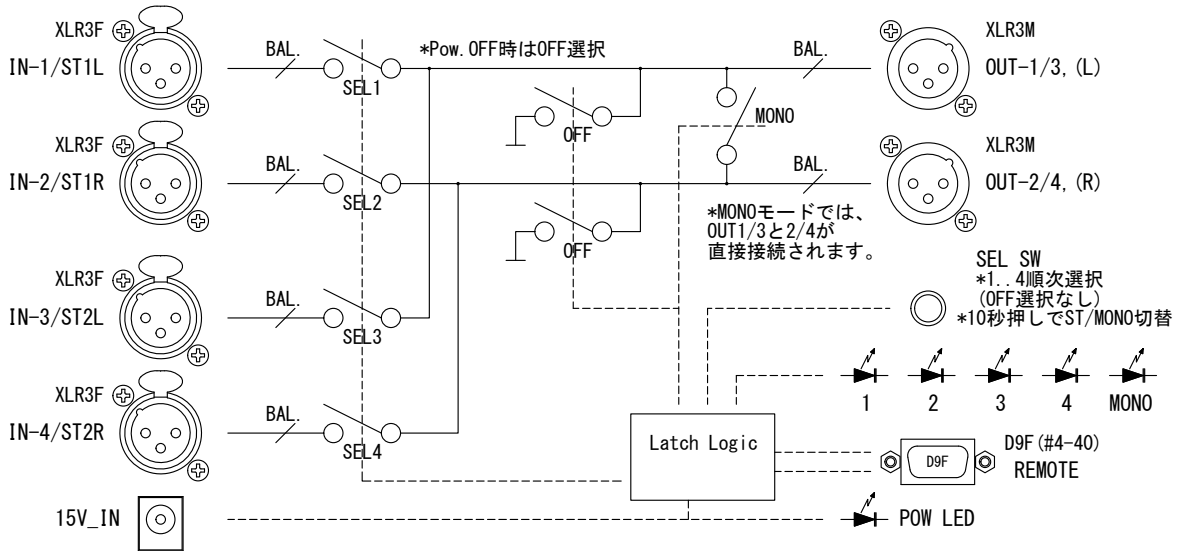 XLR3F
IN-1/ST1L
BAL.
SEL1
*Pow. OFF時はOFF選択
OFF
MONO
BAL.
XLR3M
OUT-1/3, (L)
XLR3F
IN-2/ST1R
BAL.
SEL2
OFF
BAL.
XLR3M
OUT-2/4, (R)
*MONOモードでは、
OUT1/3と2/4が
直接接続されます。
SEL SW
*1..4順次選択
(OFF選択なし)
*10秒押しでST/MONO切替
XLR3F
IN-3/ST2L
BAL.
SEL3
1
2
3
4
MONO
XLR3F
IN-4/ST2R
BAL.
SEL4
Latch Logic
D9F
D9F(#4-40)
REMOTE
15V_IN
POW LED